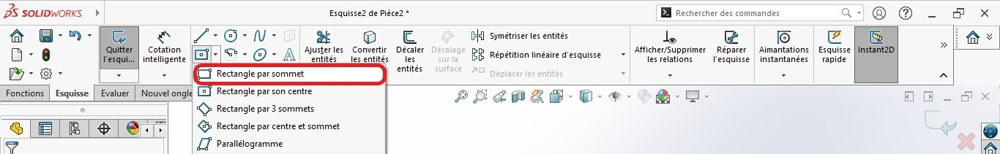 SOLIDWORKS
Esquisse2 de Pièce2 *
Rechercher des commandes
Quitter l'esqui...
Cotation intelligente
Ajuster les entités
Convertir les entités
Décaler les entités
Décalage sur la surface
Symétriser les entités
Répétition linéaire d'esquisse
Déplacer les entités
Afficher/Supprimer les relations
Réparer l'esquisse
Aimantations instantanées
Esquisse rapide
Instant2D
Rectangle par sommet
Rectangle par son centre
Rectangle par 3 sommets
Rectangle par centre et sommet
Parallélogramme
Fonctions
Esquisse
Evaluer
Nouvel ongle